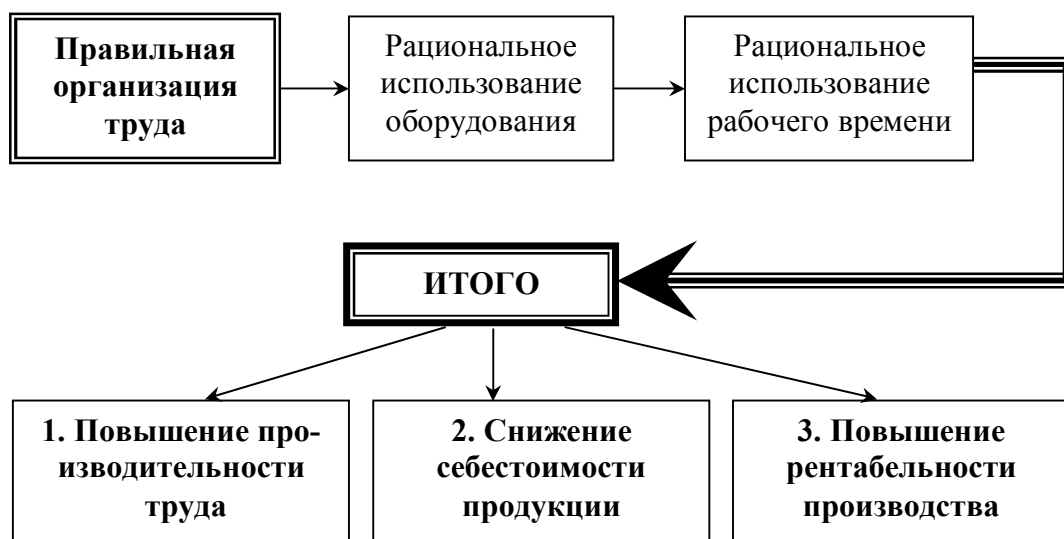 Правильная
организация
труда
Рациональное
использование
оборудования
Рациональное
использование
рабочего времени
ИТОГО
1. Повышение про-
изводительности
труда
2. Снижение
себестоимости
продукции
3. Повышение
рентабельности
производства